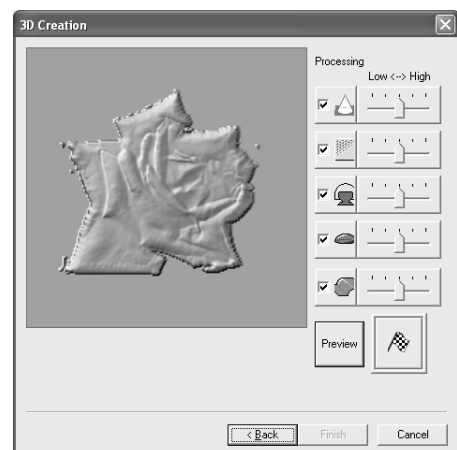 3D Creation
Processing
Low <--> High
Preview
< Back
Finish
Cancel